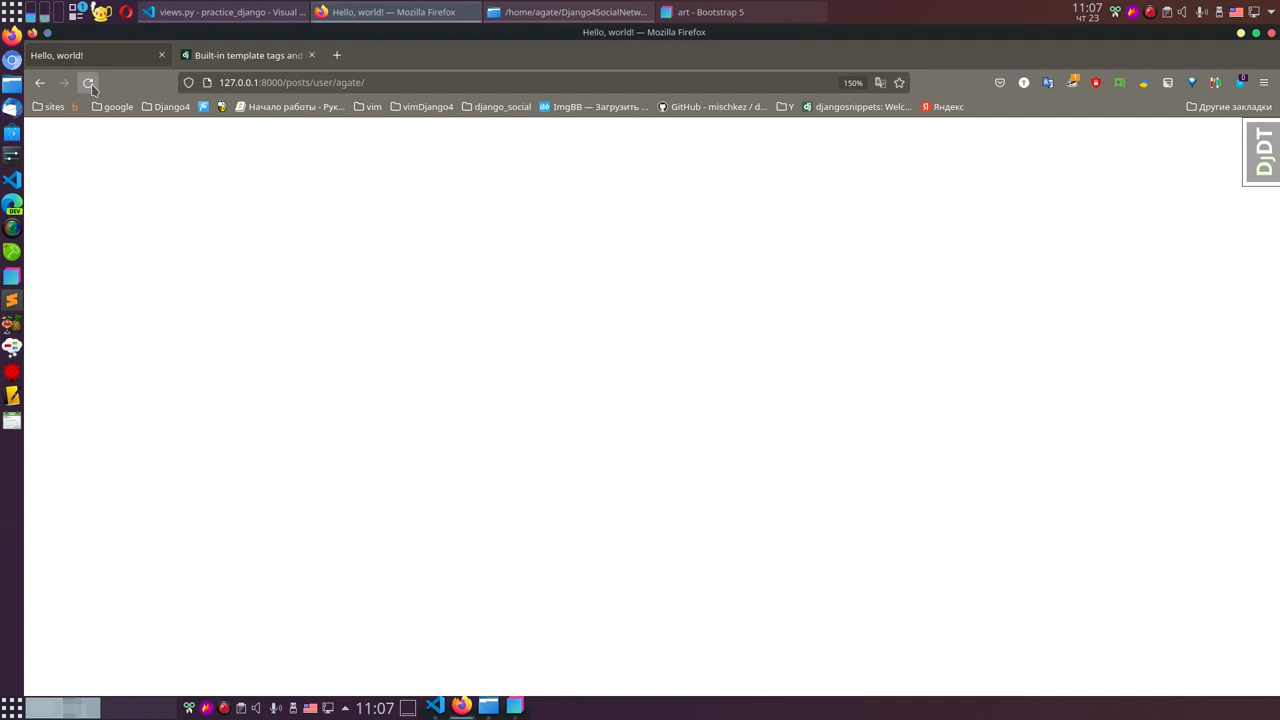 views.py - practice_django - Visual ...
Hello, world! — Mozilla Firefox
/home/agate/Django4SocialNetw...
art - Bootstrap 5
11:07
чт 23
Hello, world! — Mozilla Firefox
Hello, world!
Built-in template tags and
127.0.0.1:8000/posts/user/agate/
150%
sites
b
google
Django4
Начало работы - Рук...
vim
vimDjango4
django_social
ImgBB — Загрузить ...
GitHub - mischkez / d...
Y
djangosnippets: Welc...
Яндекс
Другие закладки
DjDT
DEV
11:07